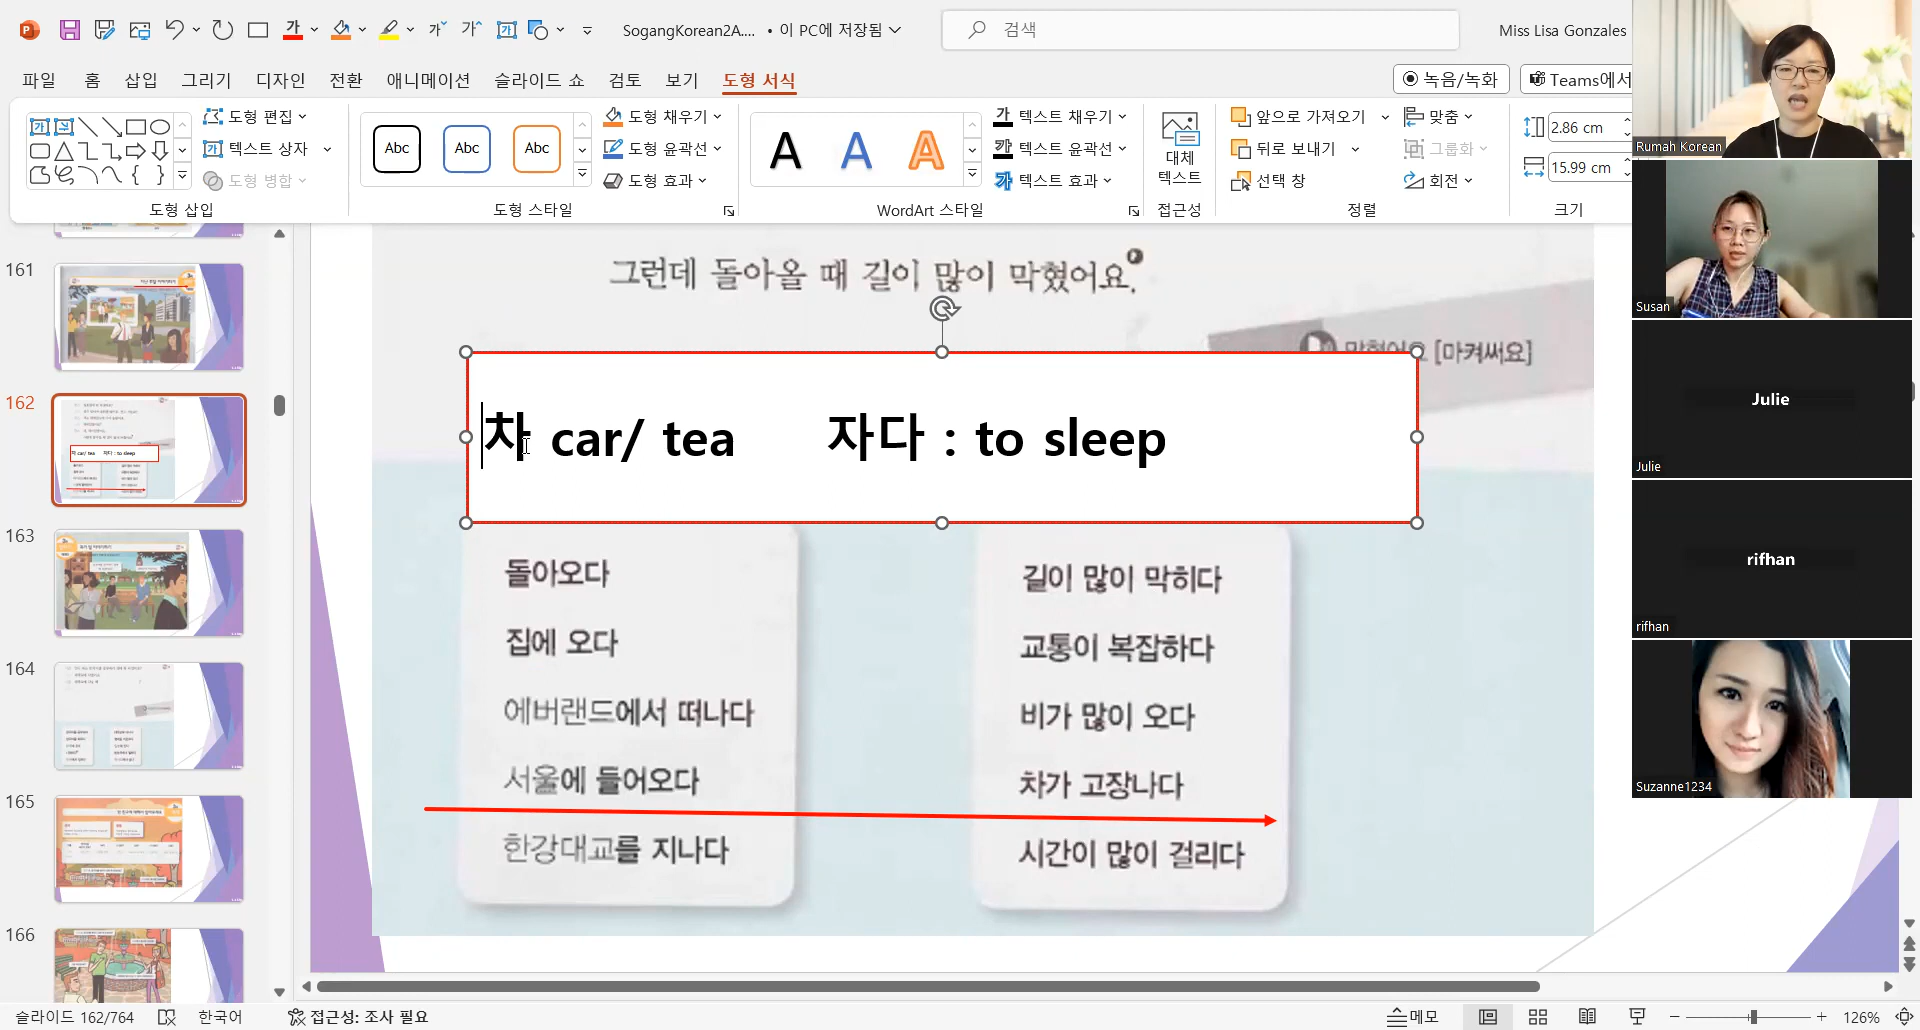 SogangKorean2A.... • 이 PC에 저장됨
검색
Miss Lisa Gonzales
파일 홈 삽입 그리기 디자인 전환 애니메이션 슬라이드 쇼 검토 보기 도형 서식
녹음/녹화
Teams에서
도형 편집
텍스트 상자
도형 병합
도형 삽입
Abc Abc Abc
도형 채우기
도형 윤곽선
도형 효과
도형 스타일
A A A
텍스트 채우기
텍스트 윤곽선
텍스트 효과
WordArt 스타일
대체
텍스트
접근성
앞으로 가져오기
뒤로 보내기
선택 창
맞춤
그룹화
회전
정렬
2.86 cm
15.99 cm
크기
161
162
163
164
165
166
그런데 돌아올 때 길이 많이 막혔어요.
막혔어요 [마켜써요]
차 car/ tea 자다 : to sleep
돌아오다
집에 오다
에버랜드에서 떠나다
서울에 들어오다
한강대교를 지나다
길이 많이 막히다
교통이 복잡하다
비가 많이 오다
차가 고장나다
시간이 많이 걸리다
Rumah Korean
Susan
Julie
Julie
rifhan
rifhan
Suzanne1234
슬라이드 162/764
한국어
접근성: 조사 필요
메모
126%